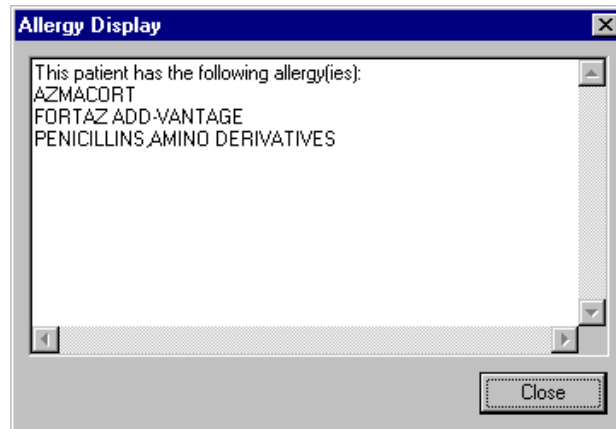 Allergy Display
This patient has the following allergy(ies):
AZMACORT
FORTAZ ADD-VANTAGE
PENICILLINS,AMINO DERIVATIVES
Close